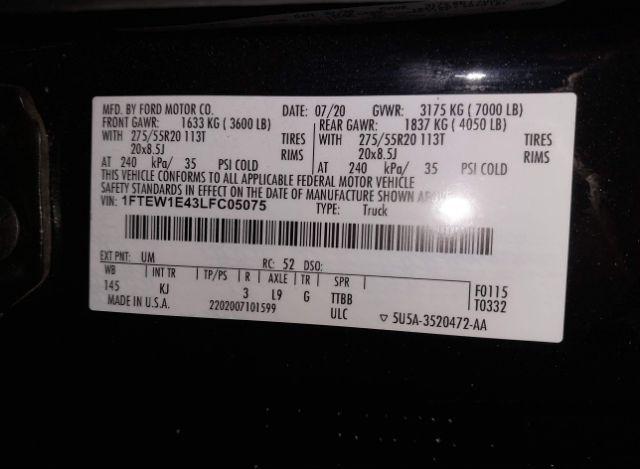 MFD. BY FORD MOTOR CO. DATE: 07/20 GVWR: 3175 KG ( 7000 LB)
FRONT GAWR: 1633 KG ( 3600 LB) REAR GAWR: 1837 KG ( 4050 LB)
WITH 275/55R20 113T TIRES WITH 275/55R20 113T TIRES
20x8.5J RIMS 20x8.5J RIMS
AT 240 kPa/ 35 PSI COLD AT 240 kPa/ 35 PSI COLD
THIS VEHICLE CONFORMS TO ALL APPLICABLE FEDERAL MOTOR VEHICLE
SAFETY STANDARDS IN EFFECT ON THE DATE OF MANUFACTURE SHOWN ABOVE.
VIN: 1FTEW1E43LFC05075 TYPE: Truck
EXT PNT: UM RC: 52 DSO:
WB INT TR TP/PS R AXLE TR SPR F0115
145 KJ 3 L9 G TTBB T0332
MADE IN U.S.A. 2202007101599 ULC ▽ 5U5A-3520472-AA